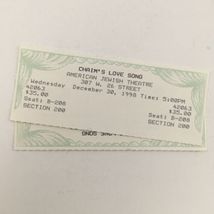 CHAIM'S LOVE SONG
AMERICAN JEWISH THEATRE
307 W. 26 STREET
Wednesday December 30, 1998 Time: 5:00PM
42063 42063
$35.00 $35.00
Seat: B-208 Seat: B-208
SECTION 200 SECTION 200